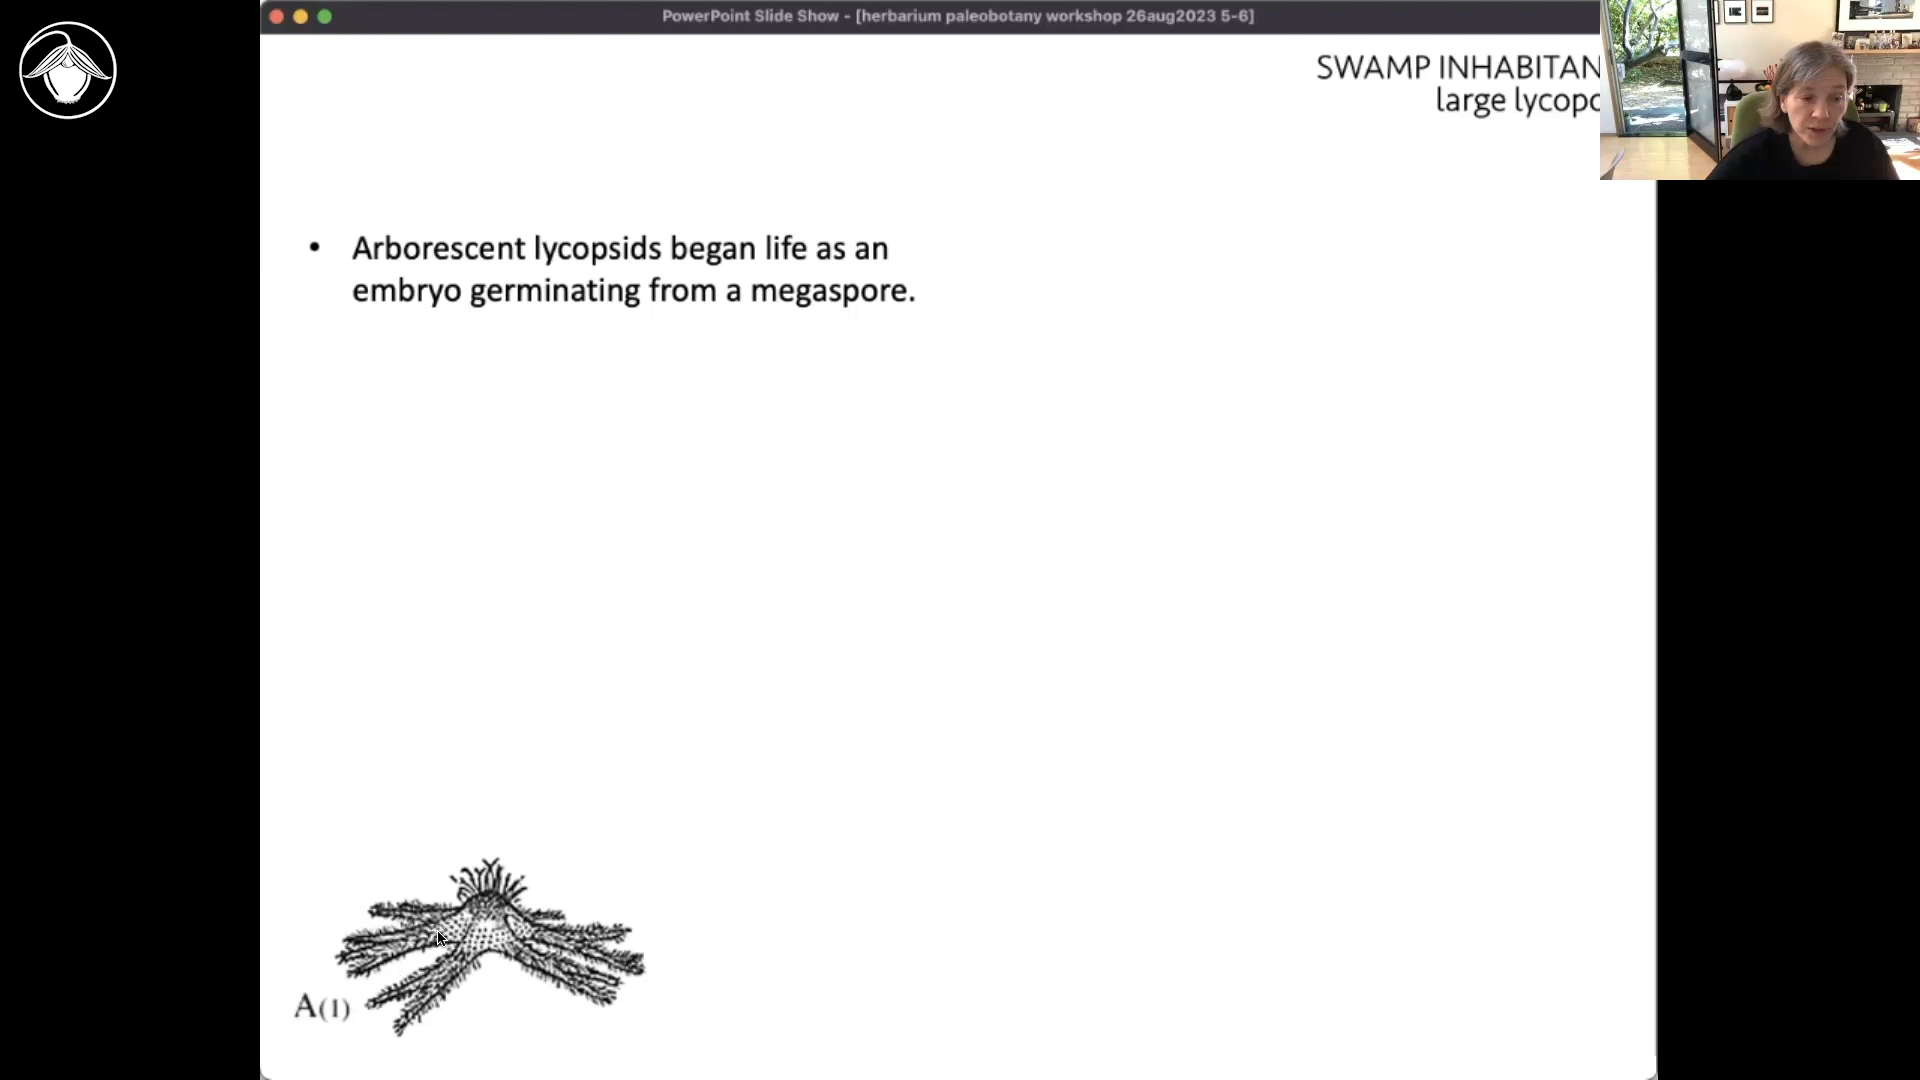 PowerPoint Slide Show - [herbarium paleobotany workshop 26aug2023 5-6]
SWAMP INHABITAN
large lycopo
• Arborescent lycopsids began life as an
embryo germinating from a megaspore.
A(1)